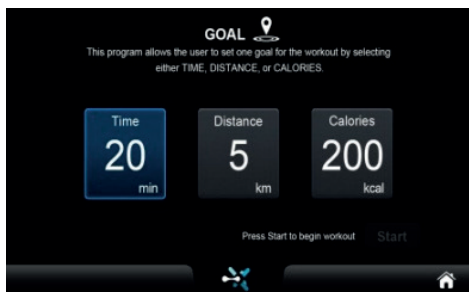 GOAL
This program allows the user to set one goal for the workout by selecting
either TIME, DISTANCE, or CALORIES.
Time
20
min
Distance
5
km
Calories
200
kcal
Press Start to begin workout
Start